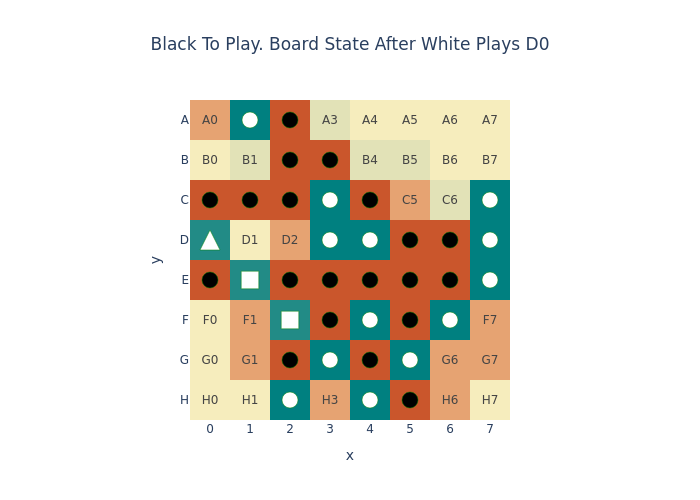 Black To Play. Board State After White Plays D0
A A0 A3 A4 A5 A6 A7
B B0 B1 B4 B5 B6 B7
C C5 C6
D D1 D2
y
E
F F0 F1 F7
G G0 G1 G6 G7
H H0 H1 H3 H6 H7
0 1 2 3 4 5 6 7
x